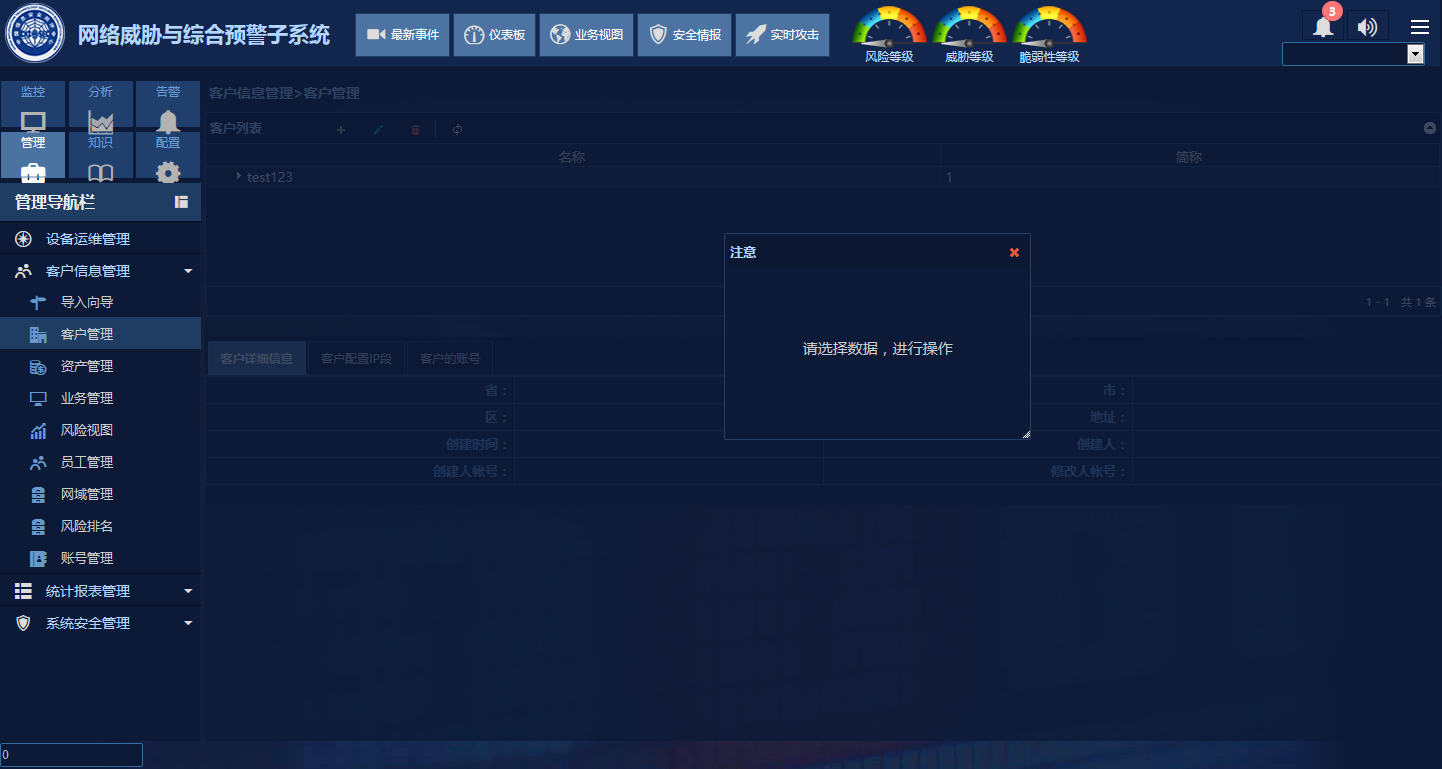 网络威胁与综合预警子系统
最新事件 仪表板 业务视图 安全情报 实时攻击
风险等级 威胁等级 脆弱性等级
3
监控 分析 告警
管理 知识 配置
管理导航栏
设备运维管理
客户信息管理
导入向导
客户管理
资产管理
业务管理
风险视图
员工管理
网域管理
风险排名
账号管理
统计报表管理
系统安全管理
0
客户信息管理>客户管理
客户列表
名称 简称
test123 1
1 - 1 共 1 条
注意
请选择数据，进行操作
客户详细信息 客户配置IP段 客户的账号
省： 市：
区： 地址：
创建时间： 创建人：
创建人帐号： 修改人帐号：